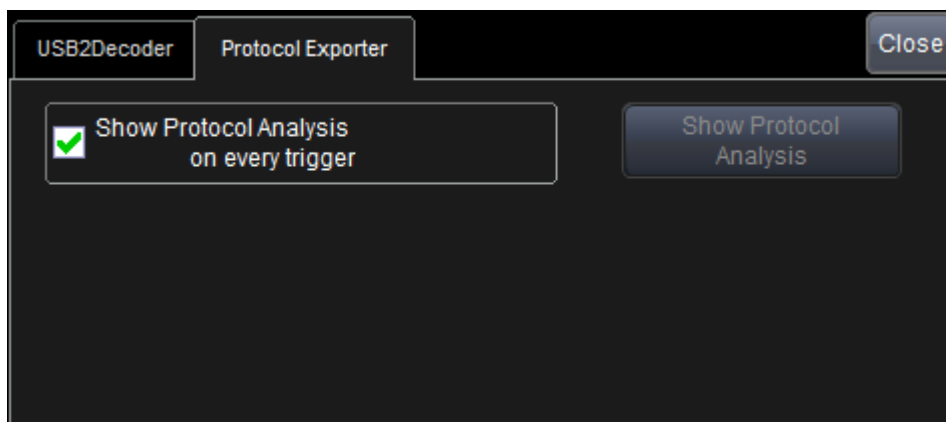 USB2Decoder
Protocol Exporter
Close
Show Protocol Analysis
on every trigger
Show Protocol
Analysis